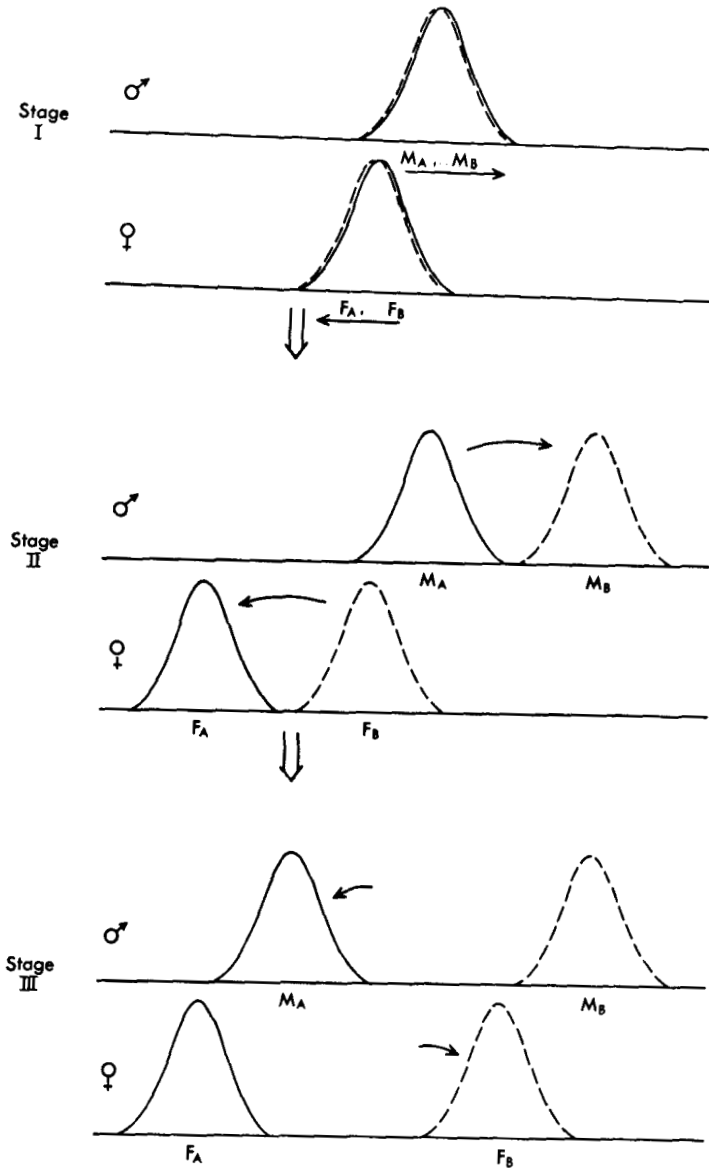 ♂
Stage
I
M_A, .. M_B
♀
F_A, F_B
♂
Stage
II
M_A M_B
♀
F_A F_B
♂
Stage
III
M_A M_B
♀
F_A F_B